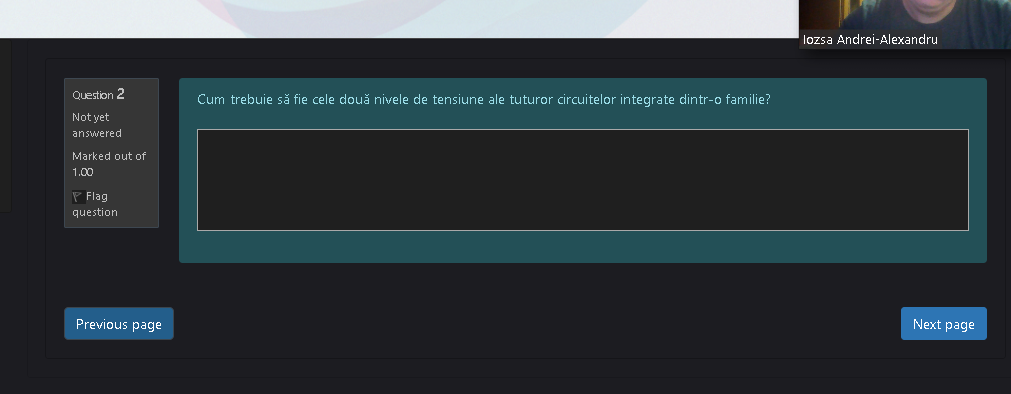 Iozsa Andrei-Alexandru
Question 2
Not yet
answered
Marked out of
1.00
Flag
question
Cum trebuie să fie cele două nivele de tensiune ale tuturor circuitelor integrate dintr-o familie?
Previous page
Next page